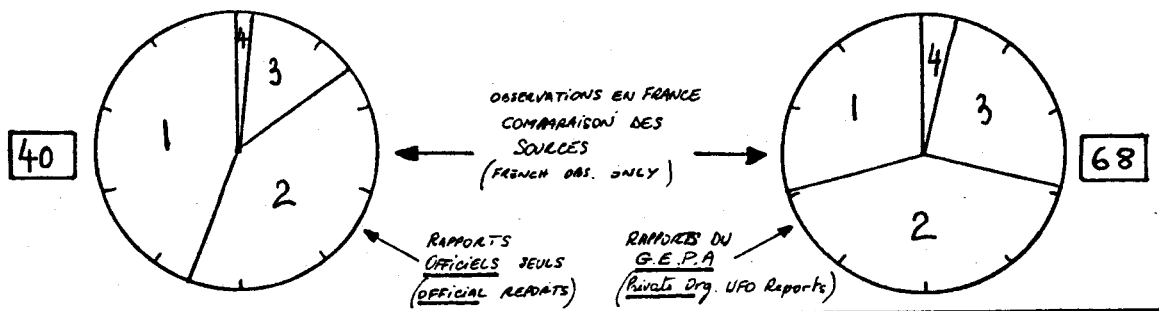 40
1
4
3
2
OBSERVATIONS EN FRANCE
COMPARAISON DES
SOURCES
(FRENCH OBS. ONLY)
RAPPORTS
OFFICIELS SEULS
(OFFICIAL REPORTS)
RAPPORTS DU
G.E.P.A
(Private Org. UFO Reports)
1
4
3
2
68